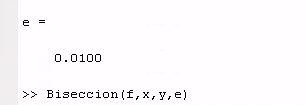 e =
0.0100
>> Biseccion(f,x,y,e)